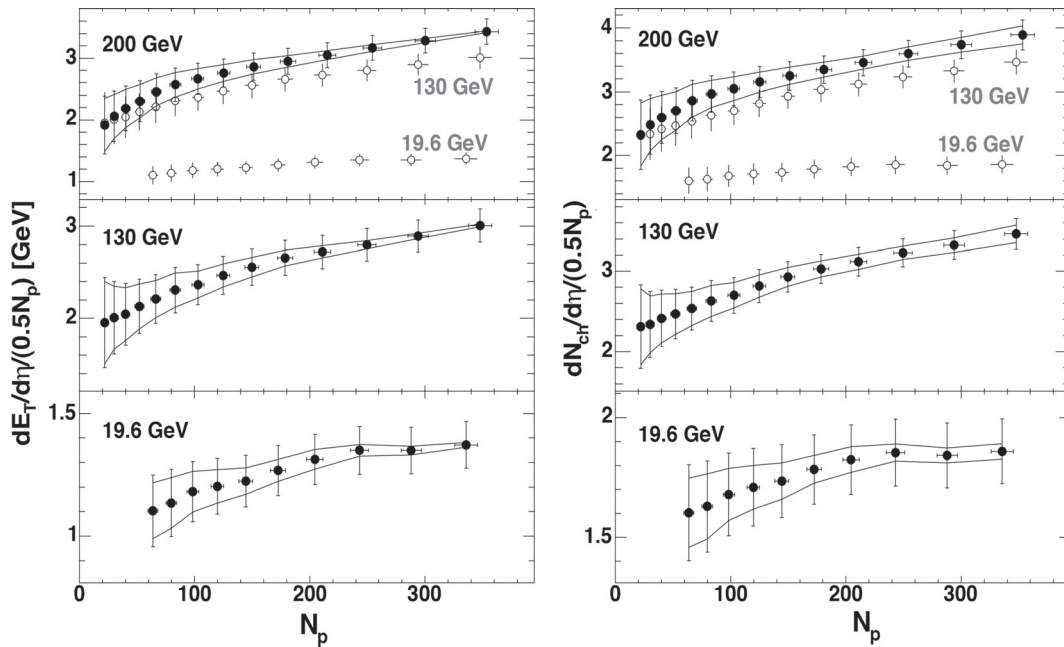 dE_T/dη/(0.5N_p) [GeV]
200 GeV
130 GeV
19.6 GeV
3
2
1
130 GeV
3
2
19.6 GeV
1.5
1
0 100 200 300
N_p
dN_ch/dη/(0.5N_p)
200 GeV
130 GeV
19.6 GeV
4
3
2
130 GeV
3
2
19.6 GeV
2
1.5
0 100 200 300
N_p